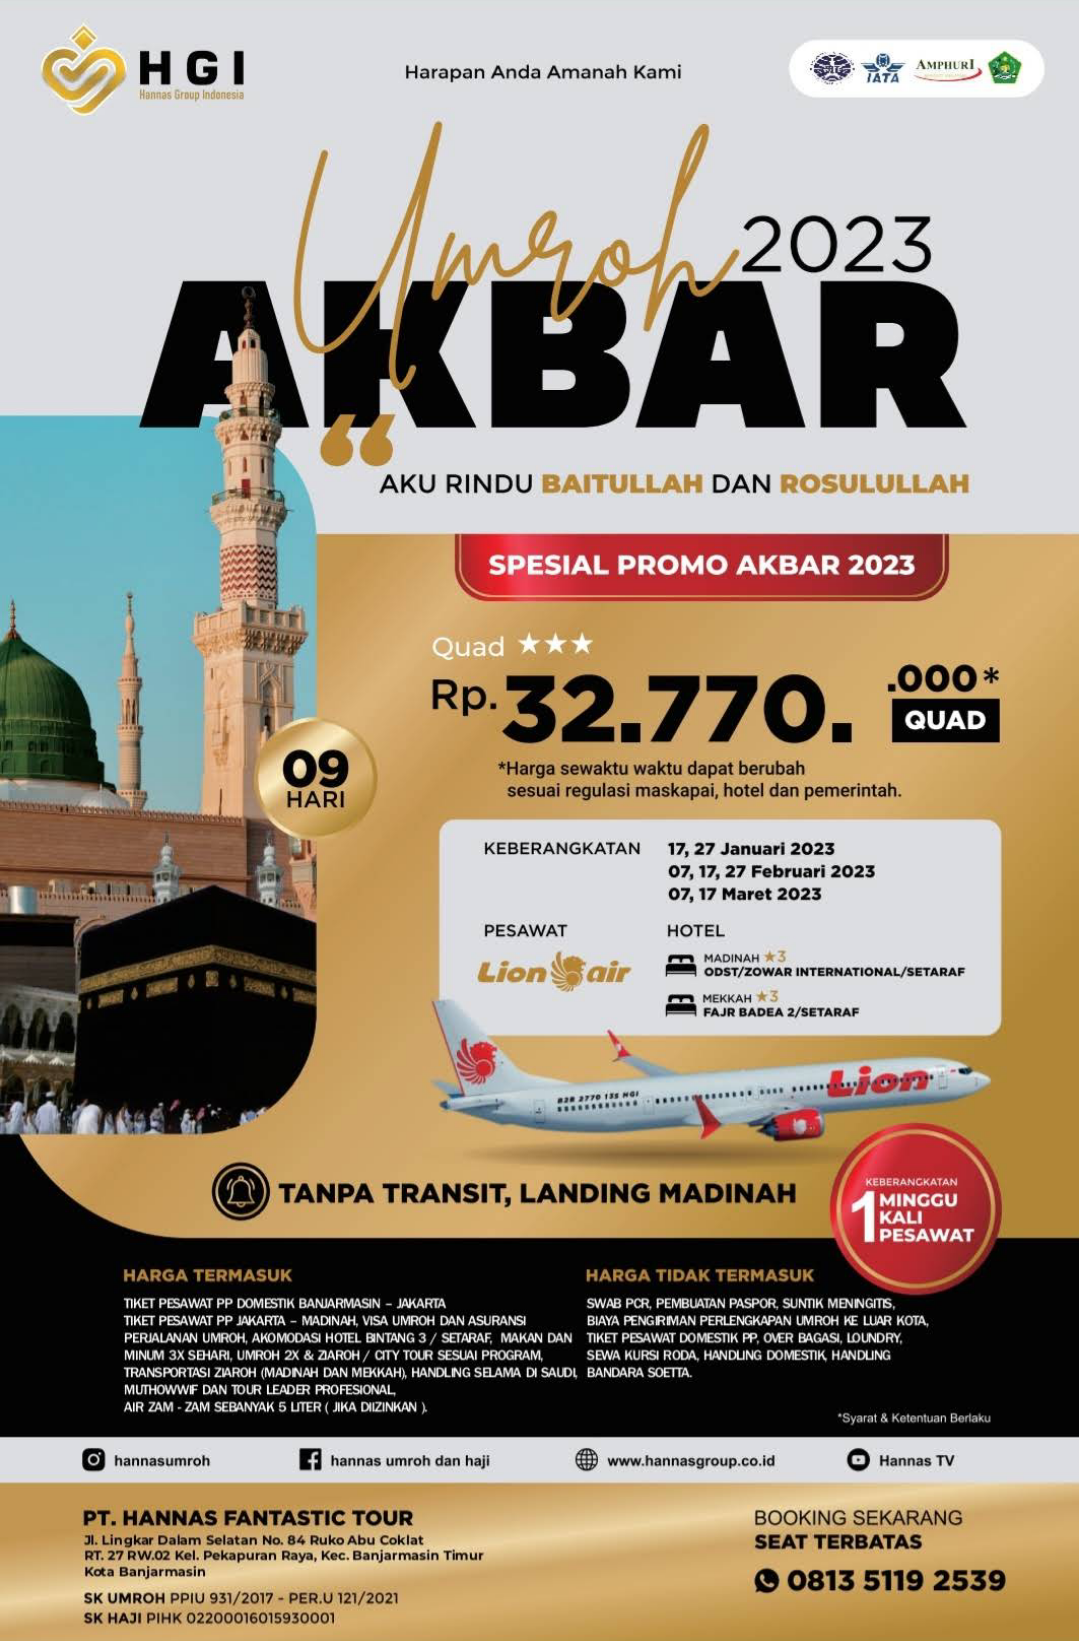 HGI
Hannas Group Indonesia
Harapan Anda Amanah Kami
IATA
AMPHURI
Umroh 2023
AKBAR
“
AKU RINDU BAITULLAH DAN ROSULULLAH
SPESIAL PROMO AKBAR 2023
Quad ★★★
Rp. 32.770. .000*
QUAD
09
HARI
*Harga sewaktu waktu dapat berubah
sesuai regulasi maskapai, hotel dan pemerintah.
KEBERANGKATAN 17, 27 Januari 2023
07, 17, 27 Februari 2023
07, 17 Maret 2023
PESAWAT
Lion air
HOTEL
MADINAH ★3
ODST/ZOWAR INTERNATIONAL/SETARAF
MEKKAH ★3
FAJR BADEA 2/SETARAF
B2B 2770 135 HGI
Lion
TANPA TRANSIT, LANDING MADINAH
KEBERANGKATAN
1 MINGGU
KALI
PESAWAT
HARGA TERMASUK
TIKET PESAWAT PP DOMESTIK BANJARMASIN – JAKARTA
TIKET PESAWAT PP JAKARTA – MADINAH, VISA UMROH DAN ASURANSI
PERJALANAN UMROH, AKOMODASI HOTEL BINTANG 3 / SETARAF, MAKAN DAN
MINUM 3X SEHARI, UMROH 2X & ZIAROH / CITY TOUR SESUAI PROGRAM,
TRANSPORTASI ZIAROH (MADINAH DAN MEKKAH), HANDLING SELAMA DI SAUDI,
MUTHOWWIF DAN TOUR LEADER PROFESIONAL,
AIR ZAM - ZAM SEBANYAK 5 LITER ( JIKA DIIZINKAN ).
HARGA TIDAK TERMASUK
SWAB PCR, PEMBUATAN PASPOR, SUNTIK MENINGITIS,
BIAYA PENGIRIMAN PERLENGKAPAN UMROH KE LUAR KOTA,
TIKET PESAWAT DOMESTIK PP, OVER BAGASI, LOUNDRY,
SEWA KURSI RODA, HANDLING DOMESTIK, HANDLING
BANDARA SOETTA.
*Syarat & Ketentuan Berlaku
hannasumroh
hannas umroh dan haji
www.hannasgroup.co.id
Hannas TV
PT. HANNAS FANTASTIC TOUR
Jl. Lingkar Dalam Selatan No. 84 Ruko Abu Coklat
RT. 27 RW.02 Kel. Pekapuran Raya, Kec. Banjarmasin Timur
Kota Banjarmasin
SK UMROH PPIU 931/2017 - PER.U 121/2021
SK HAJI PIHK 02200016015930001
BOOKING SEKARANG
SEAT TERBATAS
0813 5119 2539